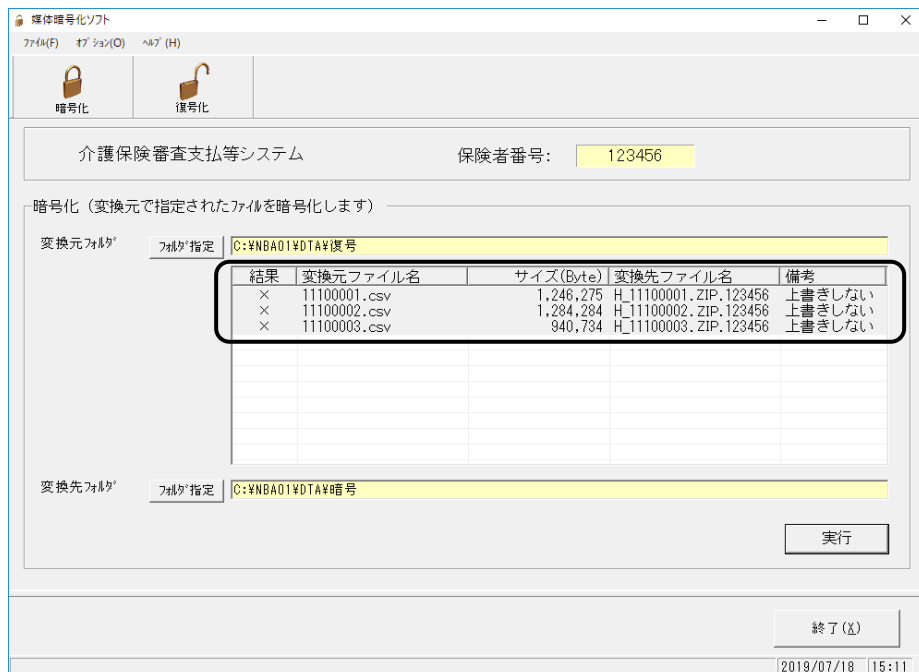 媒体暗号化ソフト
ﾌｧｲﾙ(F) ｵﾌﾟｼｮﾝ(O) ﾍﾙﾌﾟ(H)
暗号化 復号化
介護保険審査支払等システム 保険者番号: 123456
暗号化（変換元で指定されたﾌｧｲﾙを暗号化します）
変換元ﾌｫﾙﾀﾞ ﾌｫﾙﾀﾞ指定 C:¥NBA01¥DTA¥復号
結果 変換元ファイル名 サイズ(Byte) 変換先ファイル名 備考
× 11100001.csv 1,246,275 H_11100001.ZIP.123456 上書きしない
× 11100002.csv 1,284,284 H_11100002.ZIP.123456 上書きしない
× 11100003.csv 940,734 H_11100003.ZIP.123456 上書きしない
変換先ﾌｫﾙﾀﾞ ﾌｫﾙﾀﾞ指定 C:¥NBA01¥DTA¥暗号
実行
終了(X)
2019/07/18 15:11